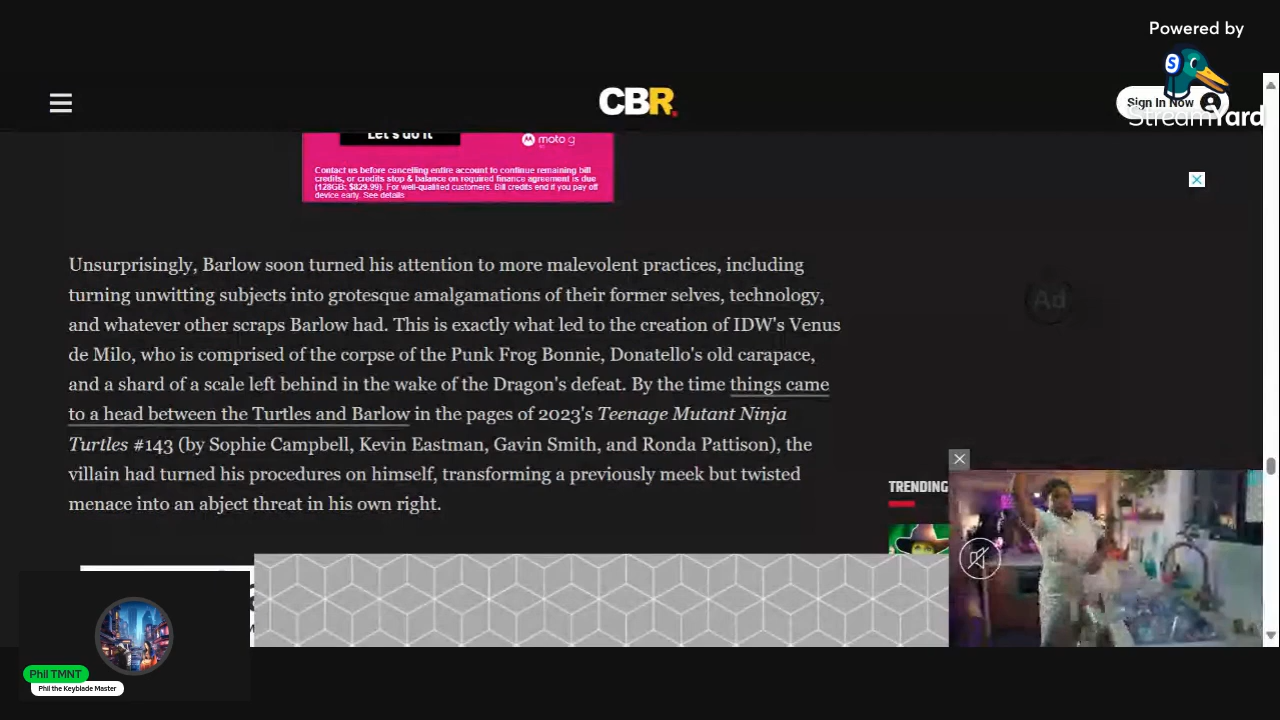 Powered by
CBR
Sign In Now
StreamYard
Let's do it
moto g
Contact us before cancelling entire account to continue remaining bill
credits, or credits stop & balance on required finance agreement is due
(128GB: $829.99). For well-qualified customers. Bill credits end if you pay off
device early. See details
Ad
Unsurprisingly, Barlow soon turned his attention to more malevolent practices, including
turning unwitting subjects into grotesque amalgamations of their former selves, technology,
and whatever other scraps Barlow had. This is exactly what led to the creation of IDW's Venus
de Milo, who is comprised of the corpse of the Punk Frog Bonnie, Donatello's old carapace,
and a shard of a scale left behind in the wake of the Dragon's defeat. By the time things came
to a head between the Turtles and Barlow in the pages of 2023's Teenage Mutant Ninja
Turtles #143 (by Sophie Campbell, Kevin Eastman, Gavin Smith, and Ronda Pattison), the
villain had turned his procedures on himself, transforming a previously meek but twisted
menace into an abject threat in his own right.
TRENDING
Phil TMNT
Phil the Keyblade Master